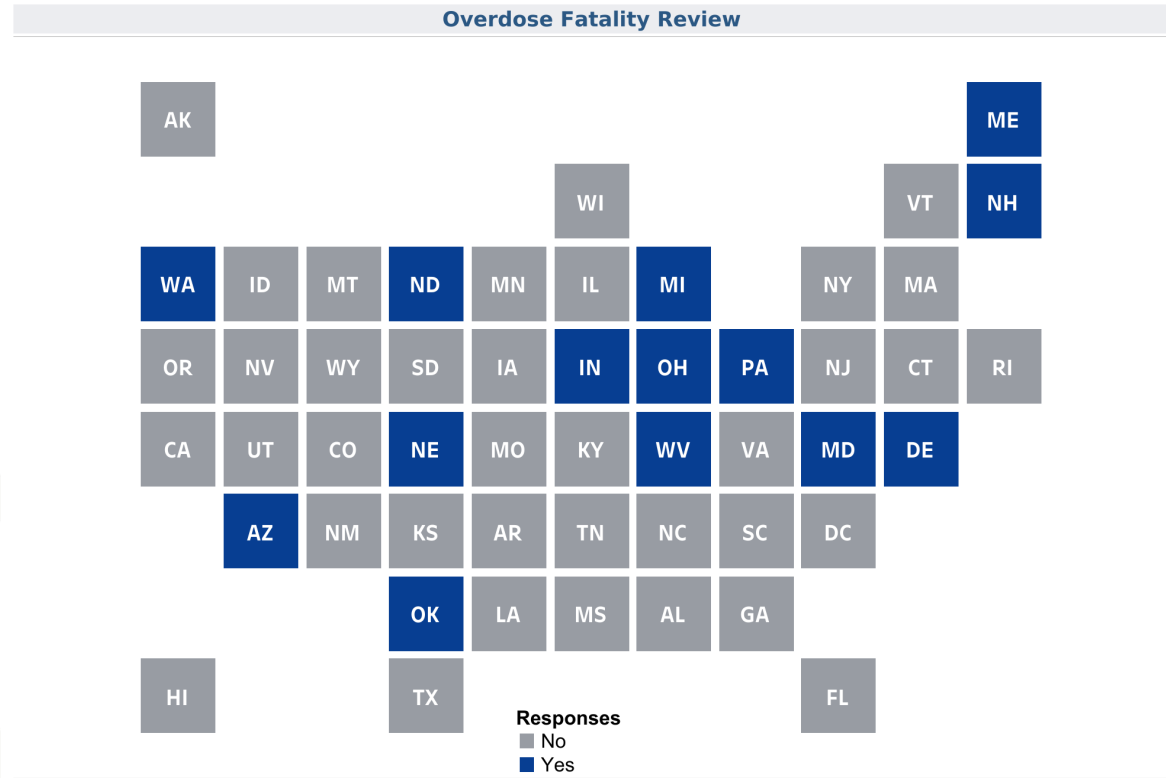 Overdose Fatality Review
AK ME
WI VT NH
WA ID MT ND MN IL MI NY MA
OR NV WY SD IA IN OH PA NJ CT RI
CA UT CO NE MO KY WV VA MD DE
AZ NM KS AR TN NC SC DC
OK LA MS AL GA
HI TX FL
Responses
No
Yes